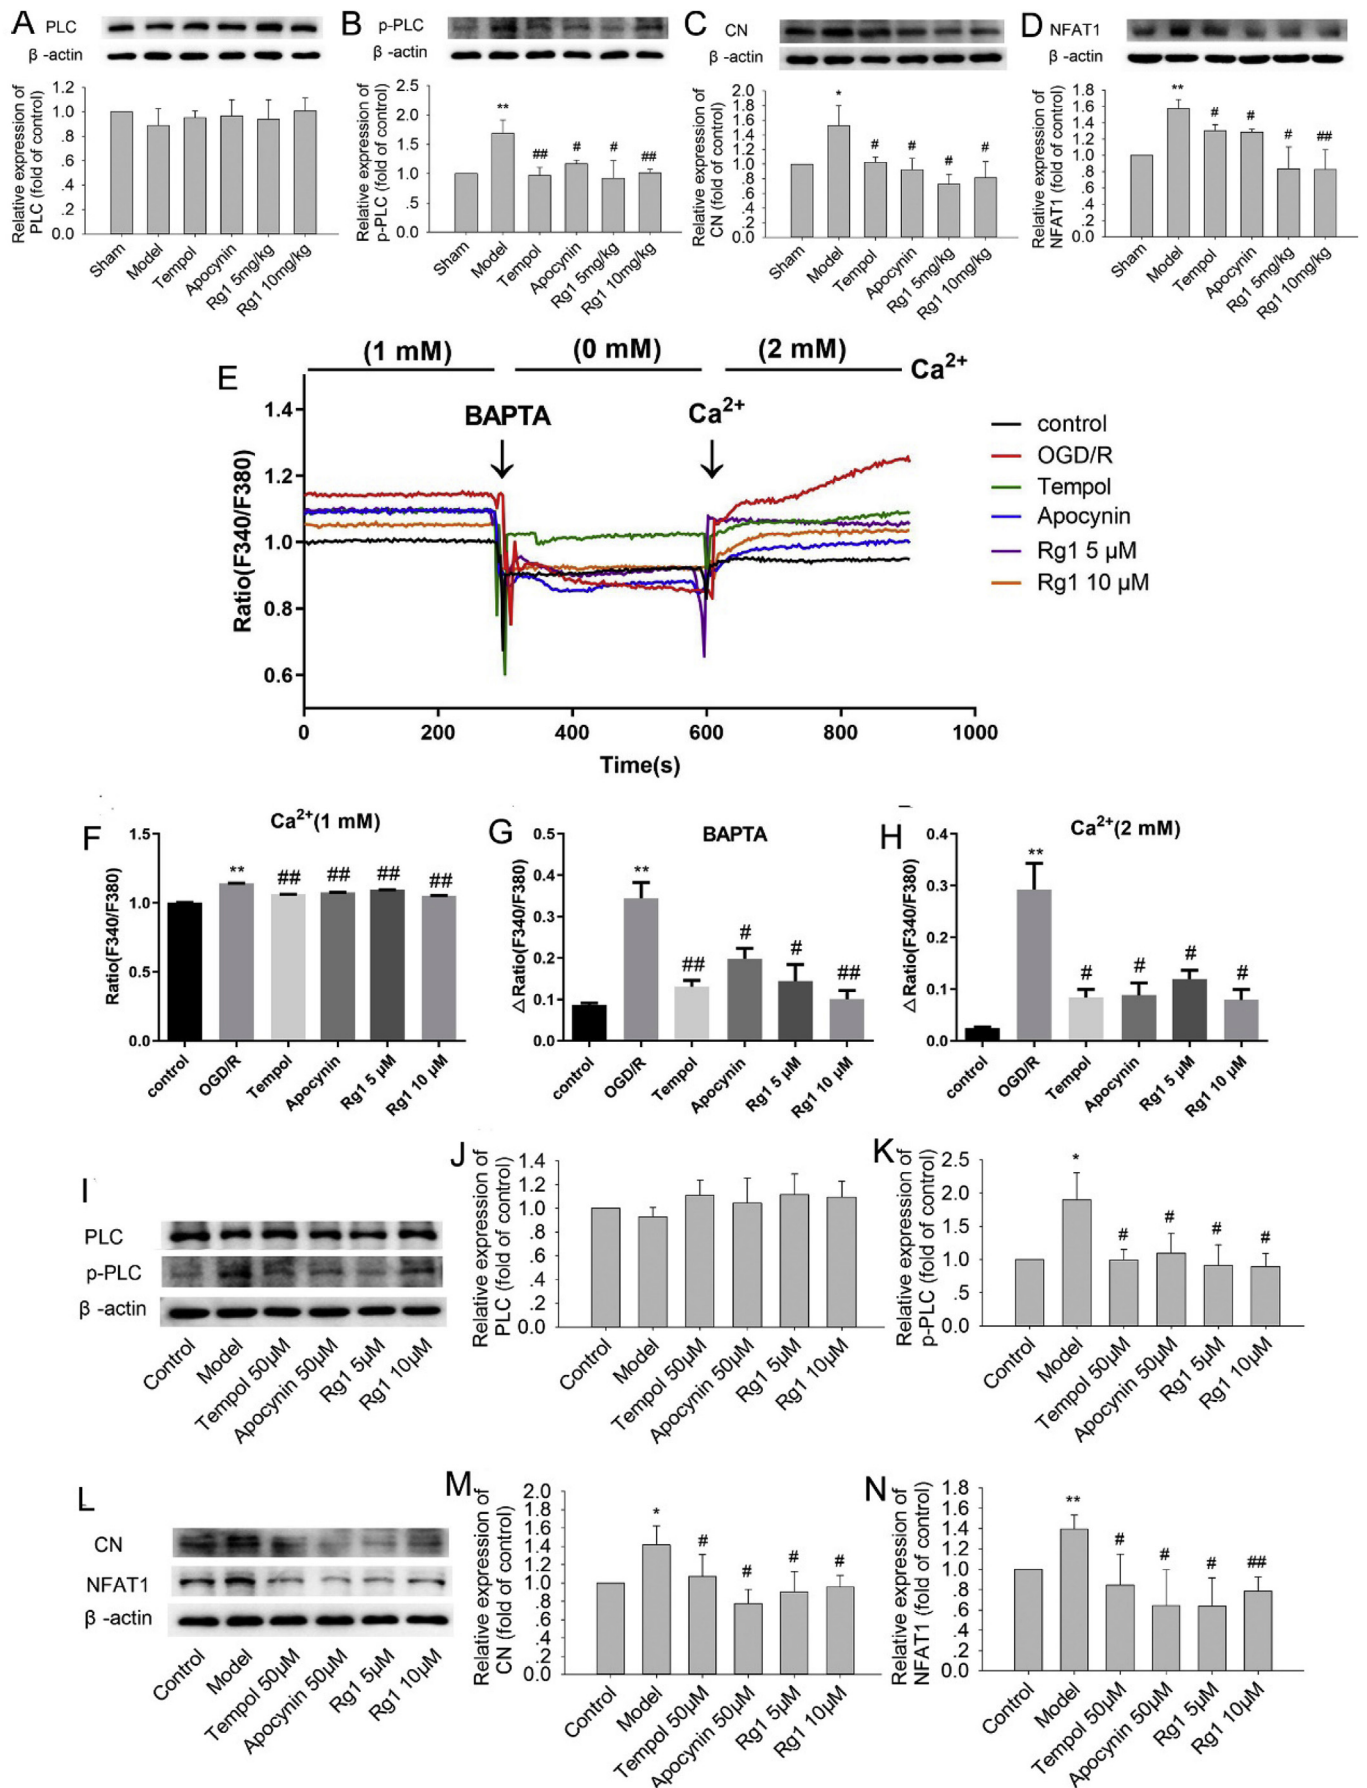 A PLC
β -actin
Relative expression of
PLC (fold of control)
1.2
1.0
.8
.6
.4
.2
0.0
Sham
Model
Tempol
Apocynin
Rg1 5mg/kg
Rg1 10mg/kg
B p-PLC
β -actin
Relative expression of
p-PLC (fold of control)
2.5
2.0
1.5
1.0
.5
0.0
**
##
#
#
##
Sham
Model
Tempol
Apocynin
Rg1 5mg/kg
Rg1 10mg/kg
C CN
β -actin
Relative expression of
CN (fold of control)
2.0
1.8
1.6
1.4
1.2
1.0
.8
.6
.4
.2
0.0
*
#
#
#
#
Sham
Model
Tempol
Apocynin
Rg1 5mg/kg
Rg1 10mg/kg
D NFAT1
β -actin
Relative expression of
NFAT1 (fold of control)
1.8
1.6
1.4
1.2
1.0
.8
.6
.4
.2
0.0
**
#
#
#
##
Sham
Model
Tempol
Apocynin
Rg1 5mg/kg
Rg1 10mg/kg
E
(1 mM) (0 mM) (2 mM) Ca2+
BAPTA Ca2+
Ratio(F340/F380)
1.4
1.2
1.0
0.8
0.6
0 200 400 600 800 1000
Time(s)
control
OGD/R
Tempol
Apocynin
Rg1 5 μM
Rg1 10 μM
F Ca2+(1 mM)
Ratio(F340/F380)
1.5
1.0
0.5
0.0
** ## ## ## ##
control
OGD/R
Tempol
Apocynin
Rg1 5 μM
Rg1 10 μM
G BAPTA
△Ratio(F340/F380)
0.5
0.4
0.3
0.2
0.1
0.0
** ## # # ##
control
OGD/R
Tempol
Apocynin
Rg1 5 μM
Rg1 10 μM
H Ca2+(2 mM)
△Ratio(F340/F380)
0.4
0.3
0.2
0.1
0.0
** # # # #
control
OGD/R
Tempol
Apocynin
Rg1 5 μM
Rg1 10 μM
I
PLC
p-PLC
β -actin
Control
Model
Tempol 50μM
Apocynin 50μM
Rg1 5μM
Rg1 10μM
J
Relative expression of
PLC (fold of control)
1.4
1.2
1.0
.8
.6
.4
.2
0.0
Control
Model
Tempol 50μM
Apocynin 50μM
Rg1 5μM
Rg1 10μM
K
Relative expression of
p-PLC (fold of control)
2.5
2.0
1.5
1.0
.5
0.0
* # # # #
Control
Model
Tempol 50μM
Apocynin 50μM
Rg1 5μM
Rg1 10μM
L
CN
NFAT1
β -actin
Control
Model
Tempol 50μM
Apocynin 50μM
Rg1 5μM
Rg1 10μM
M
Relative expression of
CN (fold of control)
2.0
1.8
1.6
1.4
1.2
1.0
.8
.6
.4
.2
0.0
* # # # #
Control
Model
Tempol 50μM
Apocynin 50μM
Rg1 5μM
Rg1 10μM
N
Relative expression of
NFAT1 (fold of control)
1.8
1.6
1.4
1.2
1.0
.8
.6
.4
.2
0.0
** # # # ##
Control
Model
Tempol 50μM
Apocynin 50μM
Rg1 5μM
Rg1 10μM